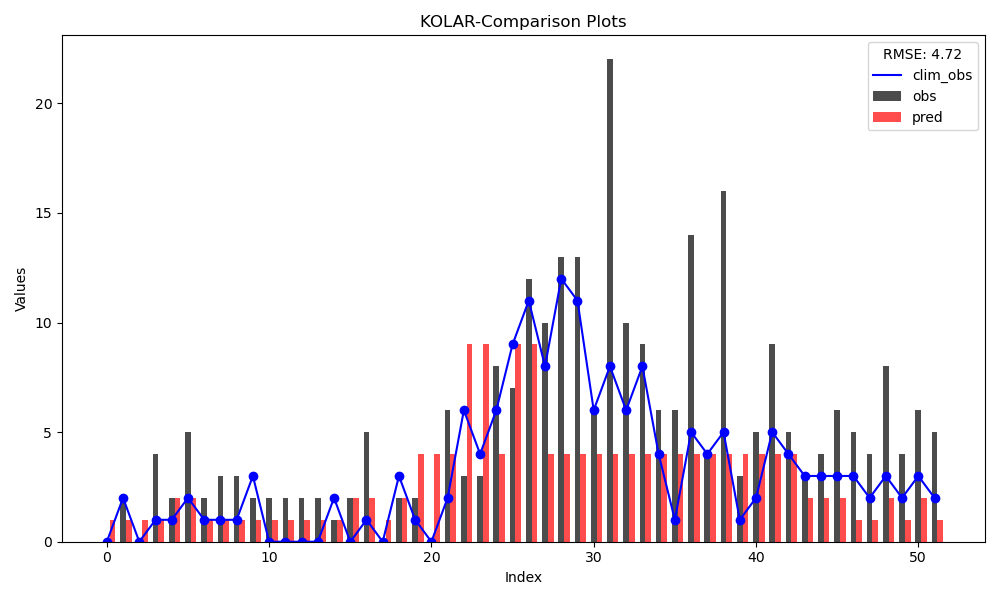 KOLAR-Comparison Plots
RMSE: 4.72
clim_obs
obs
pred
Values
20
15
10
5
0
0 10 20 30 40 50
Index